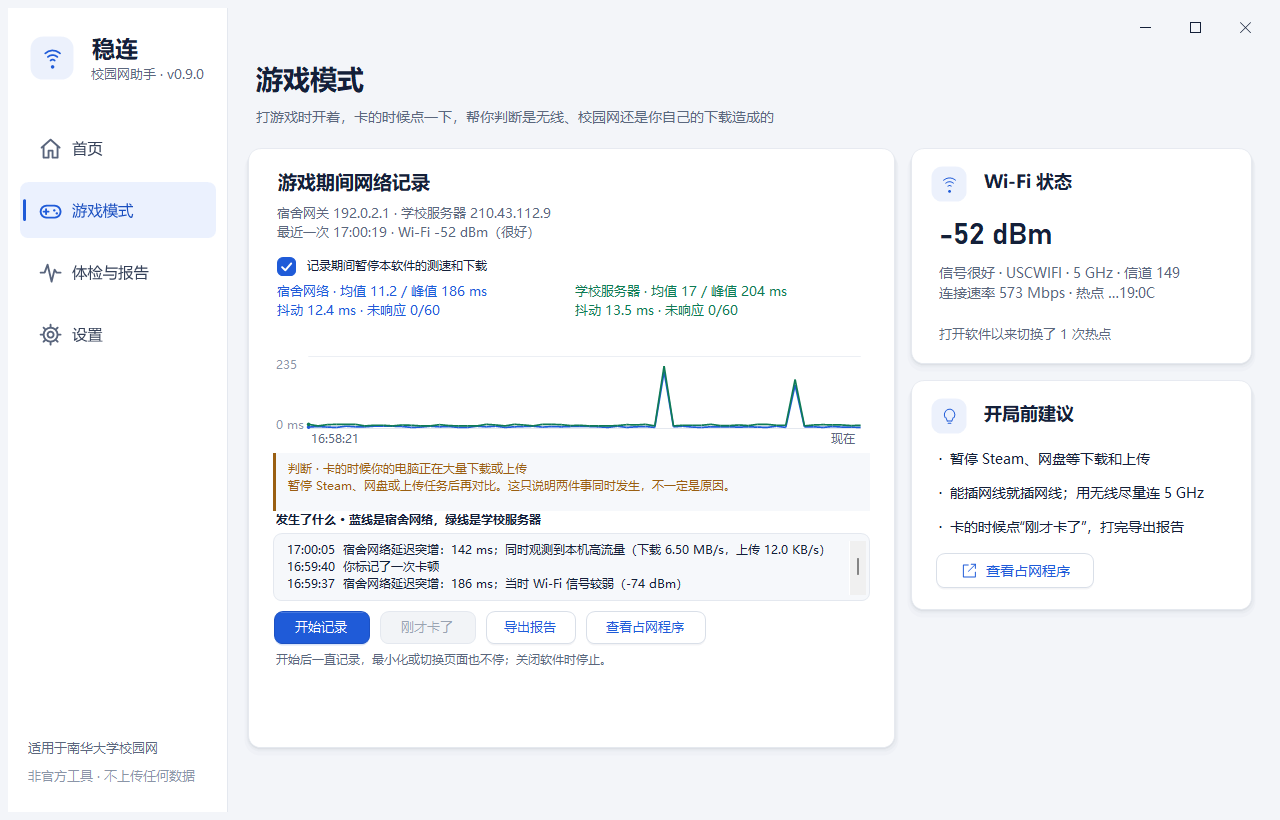 稳连
校园网助手 · v0.9.0
首页
游戏模式
体检与报告
设置
适用于南华大学校园网
非官方工具 · 不上传任何数据
游戏模式
打游戏时开着，卡的时候点一下，帮你判断是无线、校园网还是你自己的下载造成的
游戏期间网络记录
宿舍网关 192.0.2.1 · 学校服务器 210.43.112.9
最近一次 17:00:19 · Wi-Fi -52 dBm（很好）
记录期间暂停本软件的测速和下载
宿舍网络 · 均值 11.2 / 峰值 186 ms
抖动 12.4 ms · 未响应 0/60
学校服务器 · 均值 17 / 峰值 204 ms
抖动 13.5 ms · 未响应 0/60
235
0 ms
16:58:21
现在
判断 · 卡的时候你的电脑正在大量下载或上传
暂停 Steam、网盘或上传任务后再对比。这只说明两件事同时发生，不一定是原因。
发生了什么 · 蓝线是宿舍网络，绿线是学校服务器
17:00:05 宿舍网络延迟突增：142 ms；同时观测到本机高流量（下载 6.50 MB/s，上传 12.0 KB/s）
16:59:40 你标记了一次卡顿
16:59:37 宿舍网络延迟突增：186 ms；当时 Wi-Fi 信号较弱（-74 dBm）
开始记录
刚才卡了
导出报告
查看占网程序
开始后一直记录，最小化或切换页面也不停；关闭软件时停止。
Wi-Fi 状态
-52 dBm
信号很好 · USCWIFI · 5 GHz · 信道 149
连接速率 573 Mbps · 热点 …19:0C
打开软件以来切换了 1 次热点
开局前建议
· 暂停 Steam、网盘等下载和上传
· 能插网线就插网线；用无线尽量连 5 GHz
· 卡的时候点“刚才卡了”，打完导出报告
查看占网程序